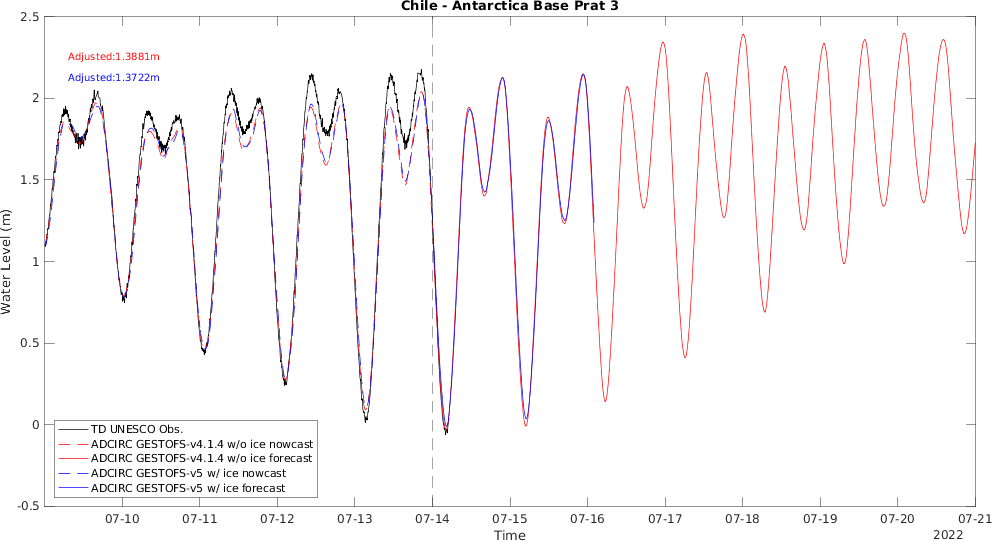 Chile - Antarctica Base Prat 3
2.5
Adjusted:1.3881m
Adjusted:1.3722m
2
1.5
1
0.5
0
-0.5
Water Level (m)
TD UNESCO Obs.
ADCIRC GESTOFS-v4.1.4 w/o ice nowcast
ADCIRC GESTOFS-v4.1.4 w/o ice forecast
ADCIRC GESTOFS-v5 w/ ice nowcast
ADCIRC GESTOFS-v5 w/ ice forecast
07-10 07-11 07-12 07-13 07-14 07-15 07-16 07-17 07-18 07-19 07-20 07-21
Time
2022